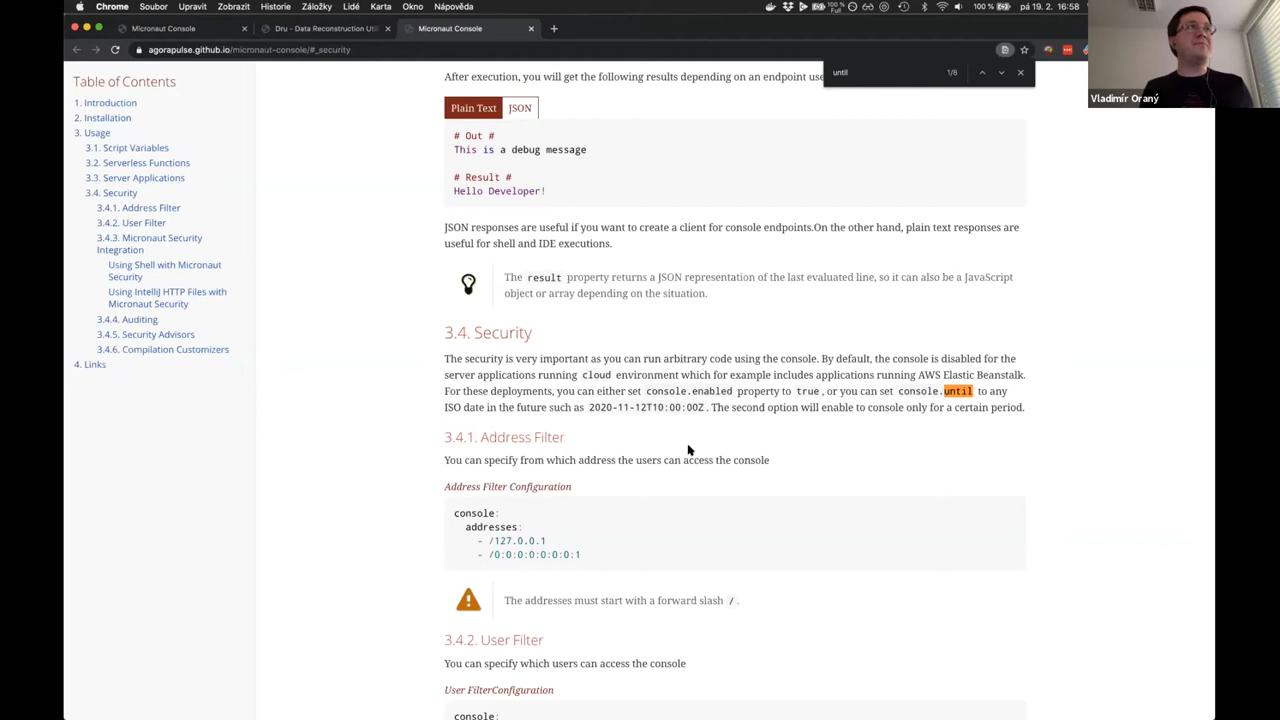 Chrome Soubor Upravit Zobrazit Historie Záložky Lidé Karta Okno Nápověda 100 % Full 100 % pá 19. 2. 16:58
Micronaut Console
Dru - Data Reconstruction Uti
Micronaut Console
agorapulse.github.io/micronaut-console/#_security
until 1/8
Vladimír Oraný
Table of Contents
1. Introduction
2. Installation
3. Usage
3.1. Script Variables
3.2. Serverless Functions
3.3. Server Applications
3.4. Security
3.4.1. Address Filter
3.4.2. User Filter
3.4.3. Micronaut Security
Integration
Using Shell with Micronaut
Security
Using IntelliJ HTTP Files with
Micronaut Security
3.4.4. Auditing
3.4.5. Security Advisors
3.4.6. Compilation Customizers
4. Links
After execution, you will get the following results depending on an endpoint use
Plain Text JSON
# Out #
This is a debug message
# Result #
Hello Developer!
JSON responses are useful if you want to create a client for console endpoints.On the other hand, plain text responses are
useful for shell and IDE executions.
The result property returns a JSON representation of the last evaluated line, so it can also be a JavaScript
object or array depending on the situation.
3.4. Security
The security is very important as you can run arbitrary code using the console. By default, the console is disabled for the
server applications running cloud environment which for example includes applications running AWS Elastic Beanstalk.
For these deployments, you can either set console.enabled property to true, or you can set console.until to any
ISO date in the future such as 2020-11-12T10:00:00Z. The second option will enable to console only for a certain period.
3.4.1. Address Filter
You can specify from which address the users can access the console
Address Filter Configuration
console:
addresses:
- /127.0.0.1
- /0:0:0:0:0:0:0:1
The addresses must start with a forward slash /.
3.4.2. User Filter
You can specify which users can access the console
User FilterConfiguration
console: